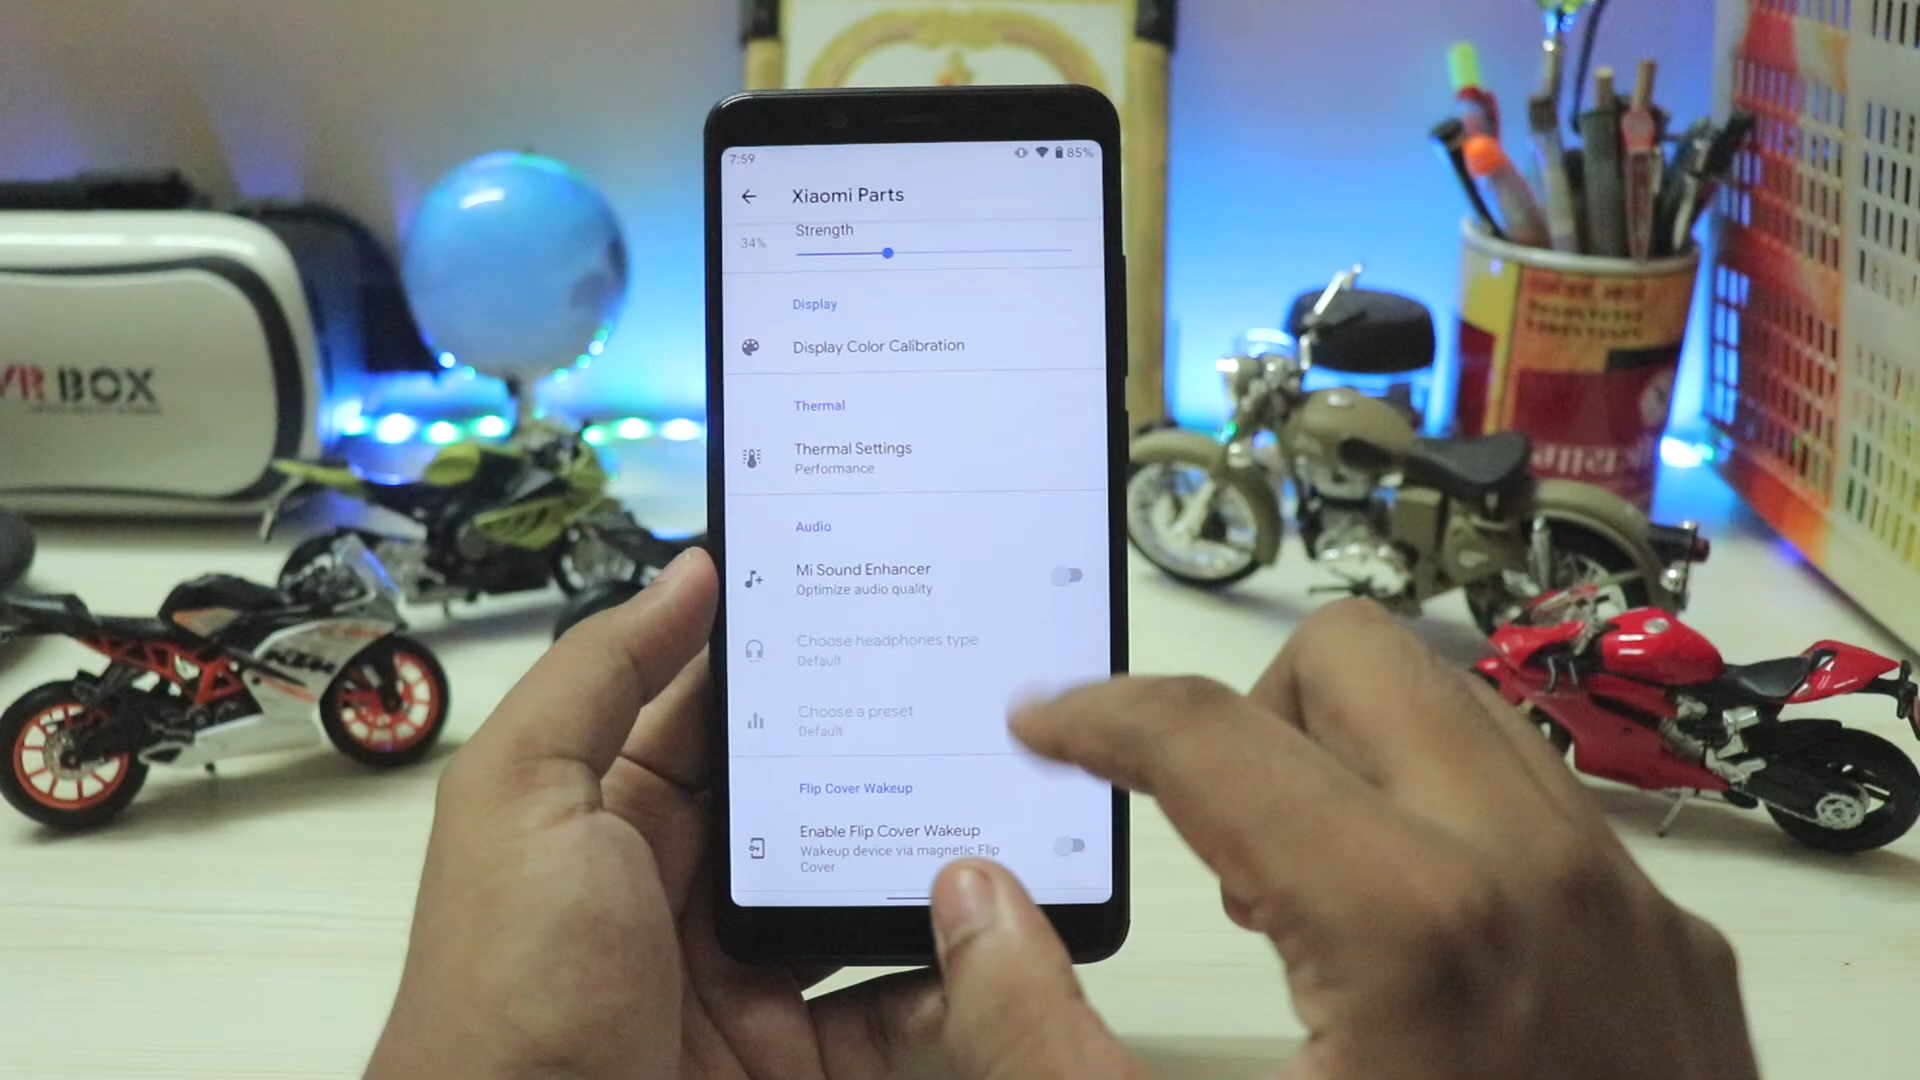 7:59
85%
Xiaomi Parts
Strength
34%
Display
Display Color Calibration
Thermal
Thermal Settings
Performance
Audio
Mi Sound Enhancer
Optimize audio quality
Choose headphones type
Default
Choose a preset
Default
Flip Cover Wakeup
Enable Flip Cover Wakeup
Wakeup device via magnetic Flip
Cover
VR BOX
KTM